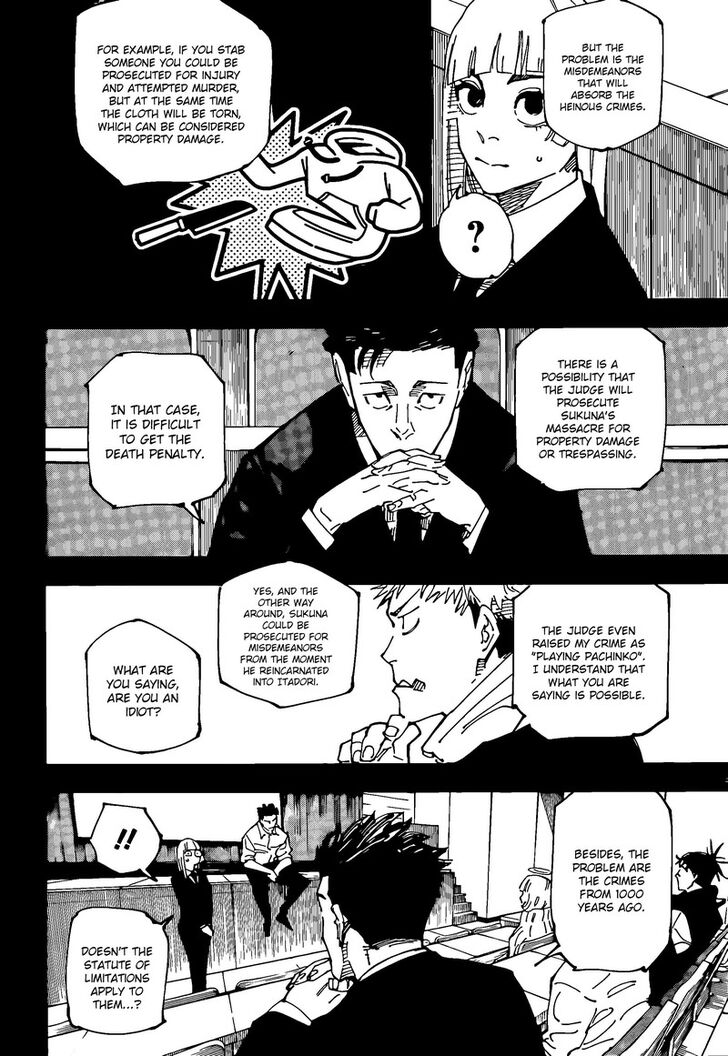 BUT THE
PROBLEM IS THE
MISDEMEANORS
THAT WILL
ABSORB THE
HEINOUS CRIMES.
?
FOR EXAMPLE, IF YOU STAB
SOMEONE YOU COULD BE
PROSECUTED FOR INJURY
AND ATTEMPTED MURDER,
BUT AT THE SAME TIME
THE CLOTH WILL BE TORN,
WHICH CAN BE CONSIDERED
PROPERTY DAMAGE.
THERE IS A
POSSIBILITY THAT
THE JUDGE WILL
PROSECUTE
SUKUNA'S
MASSACRE FOR
PROPERTY DAMAGE
OR TRESPASSING.
IN THAT CASE,
IT IS DIFFICULT
TO GET THE
DEATH PENALTY.
THE JUDGE EVEN
RAISED MY CRIME AS
"PLAYING PACHINKO".
I UNDERSTAND THAT
WHAT YOU ARE
SAYING IS POSSIBLE.
YES, AND THE
OTHER WAY
AROUND, SUKUNA
COULD BE
PROSECUTED FOR
MISDEMEANORS
FROM THE MOMENT
HE REINCARNATED
INTO ITADORI.
WHAT ARE
YOU SAYING,
ARE YOU AN
IDIOT?
BESIDES, THE
PROBLEM ARE
THE CRIMES
FROM 1000
YEARS AGO.
!!
DOESN'T THE
STATUTE OF
LIMITATIONS
APPLY TO
THEM...?